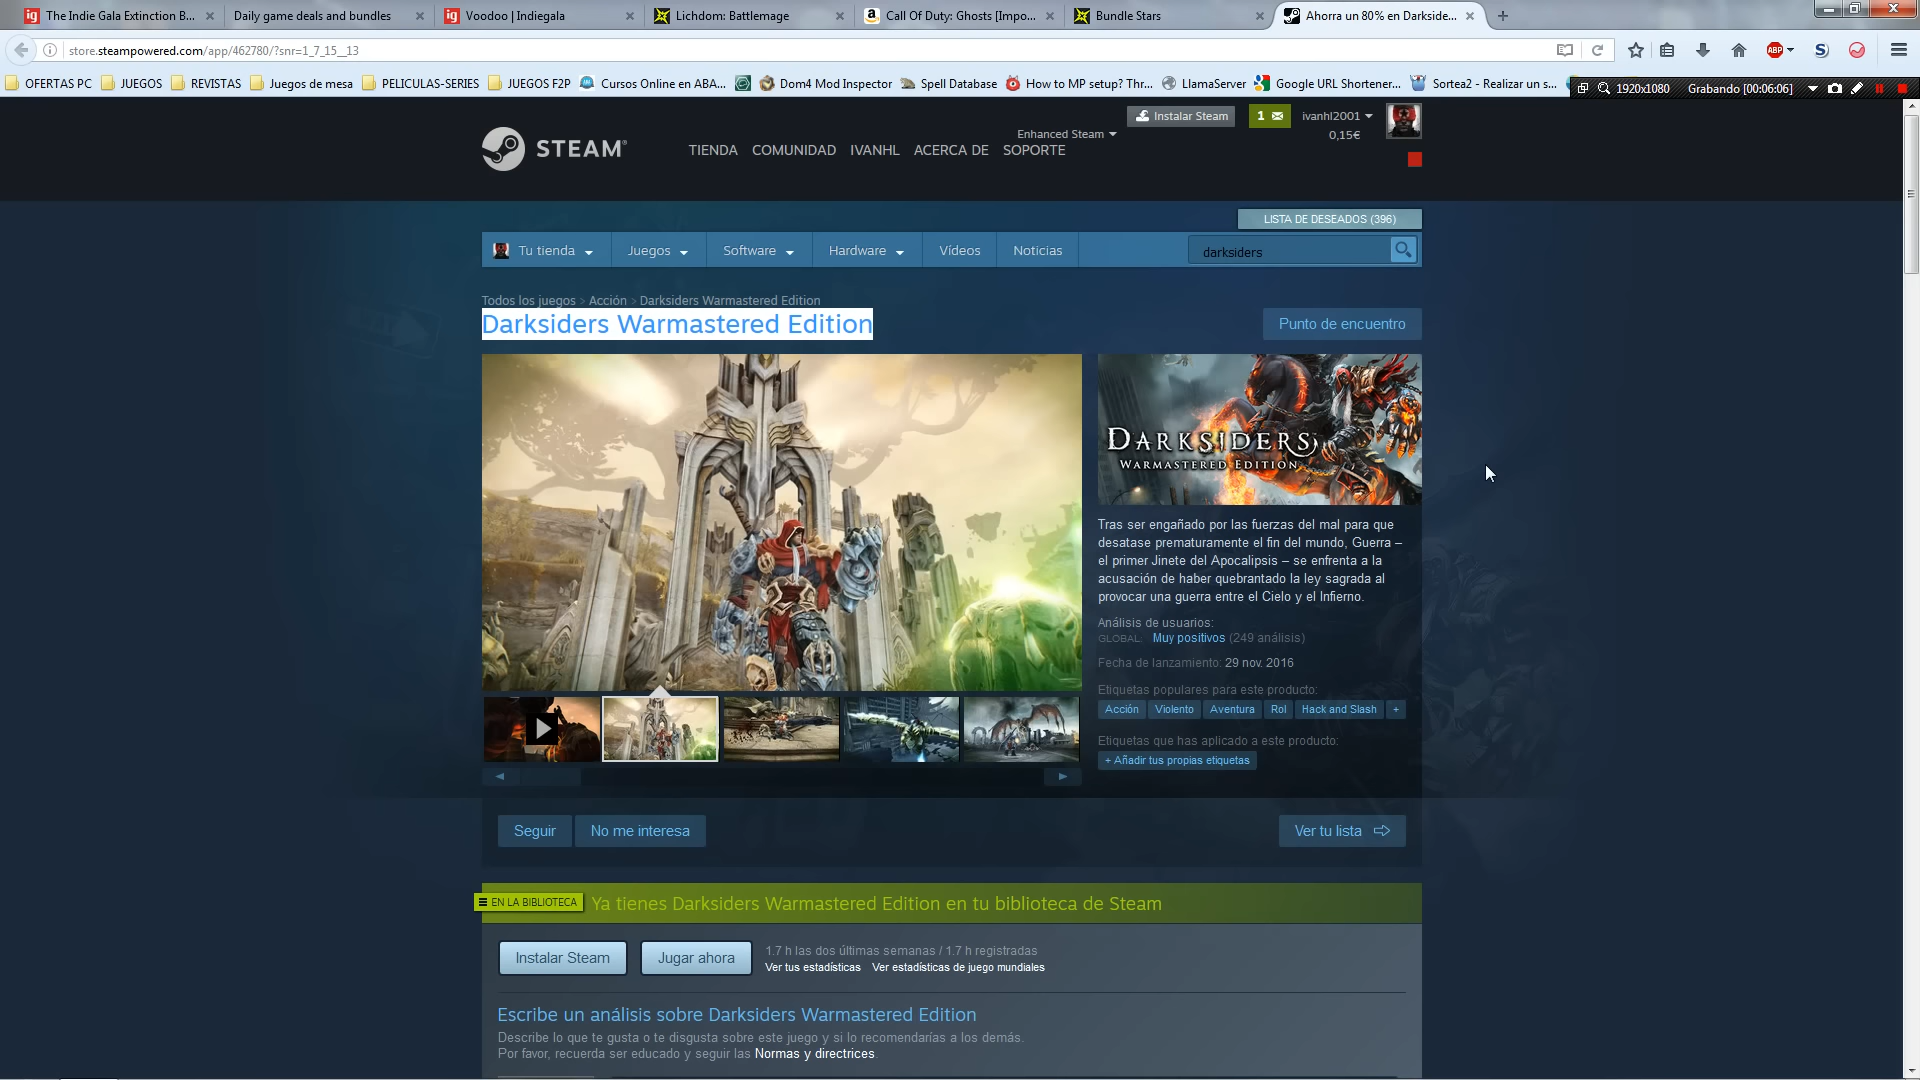 The Indie Gala Extinction B...
Daily game deals and bundles
Voodoo | Indiegala
Lichdom: Battlemage
Call Of Duty: Ghosts [Impo...
Bundle Stars
Ahorra un 80% en Darkside...
store.steampowered.com/app/462780/?snr=1_7_15__13
OFERTAS PC
JUEGOS
REVISTAS
Juegos de mesa
PELICULAS-SERIES
JUEGOS F2P
Cursos Online en ABA...
Dom4 Mod Inspector
Spell Database
How to MP setup? Thr...
LlamaServer
Google URL Shortener...
Sortea2 - Realizar un s...
1920x1080
Grabando [00:06:06]
Instalar Steam
1
ivanhl2001
0,15€
Enhanced Steam
STEAM
TIENDA COMUNIDAD IVANHL ACERCA DE SOPORTE
LISTA DE DESEADOS (396)
Tu tienda
Juegos
Software
Hardware
Vídeos
Noticias
darksiders
Todos los juegos > Acción > Darksiders Warmastered Edition
Darksiders Warmastered Edition
Punto de encuentro
DARKSIDERS
WARMASTERED EDITION
Tras ser engañado por las fuerzas del mal para que
desatase prematuramente el fin del mundo, Guerra –
el primer Jinete del Apocalipsis – se enfrenta a la
acusación de haber quebrantado la ley sagrada al
provocar una guerra entre el Cielo y el Infierno.
Análisis de usuarios:
GLOBAL: Muy positivos (249 análisis)
Fecha de lanzamiento: 29 nov. 2016
Etiquetas populares para este producto:
Acción Violento Aventura Rol Hack and Slash +
Etiquetas que has aplicado a este producto:
+ Añadir tus propias etiquetas
Seguir
No me interesa
Ver tu lista
EN LA BIBLIOTECA
Ya tienes Darksiders Warmastered Edition en tu biblioteca de Steam
Instalar Steam
Jugar ahora
1.7 h las dos últimas semanas / 1.7 h registradas
Ver tus estadísticas Ver estadísticas de juego mundiales
Escribe un análisis sobre Darksiders Warmastered Edition
Describe lo que te gusta o te disgusta sobre este juego y si lo recomendarías a los demás.
Por favor, recuerda ser educado y seguir las Normas y directrices.